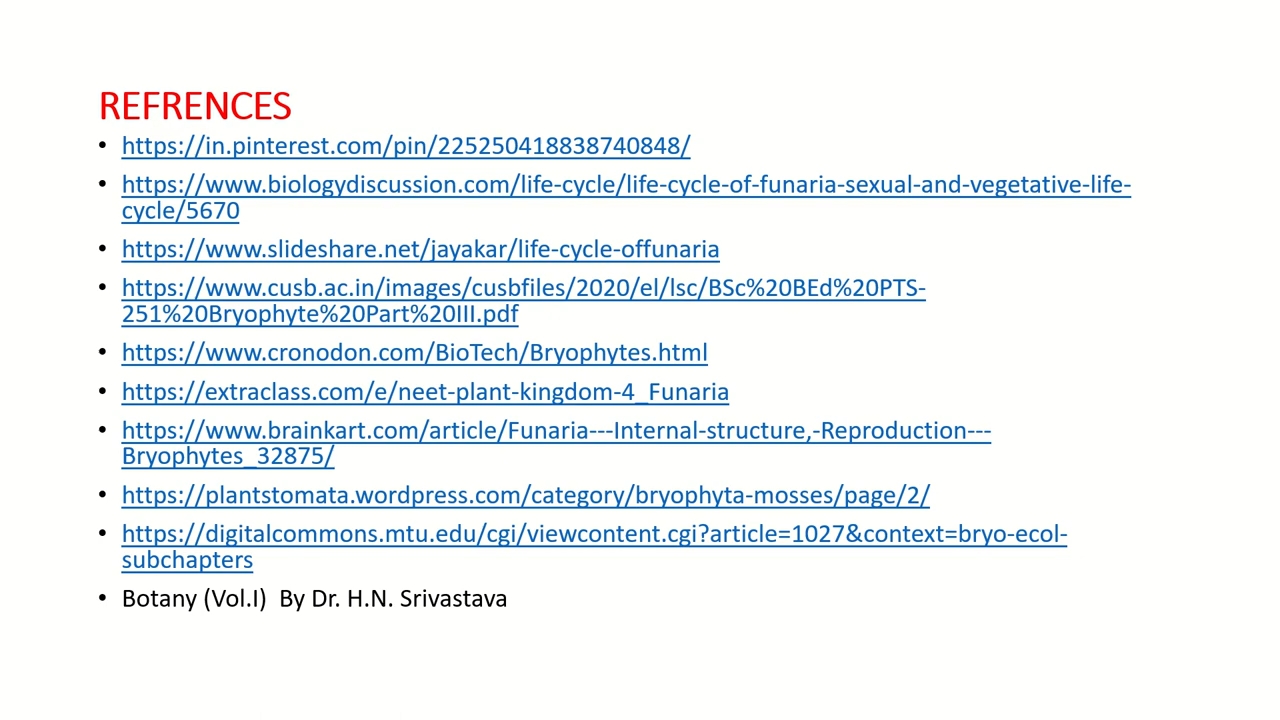 REFRENCES
• https://in.pinterest.com/pin/225250418838740848/
• https://www.biologydiscussion.com/life-cycle/life-cycle-of-funaria-sexual-and-vegetative-life-
cycle/5670
• https://www.slideshare.net/jayakar/life-cycle-offunaria
• https://www.cusb.ac.in/images/cusbfiles/2020/el/lsc/BSc%20BEd%20PTS-
251%20Bryophyte%20Part%20III.pdf
• https://www.cronodon.com/BioTech/Bryophytes.html
• https://extraclass.com/e/neet-plant-kingdom-4_Funaria
• https://www.brainkart.com/article/Funaria---Internal-structure,-Reproduction---
Bryophytes_32875/
• https://plantstomata.wordpress.com/category/bryophyta-mosses/page/2/
• https://digitalcommons.mtu.edu/cgi/viewcontent.cgi?article=1027&context=bryo-ecol-
subchapters
• Botany (Vol.I)  By Dr. H.N. Srivastava